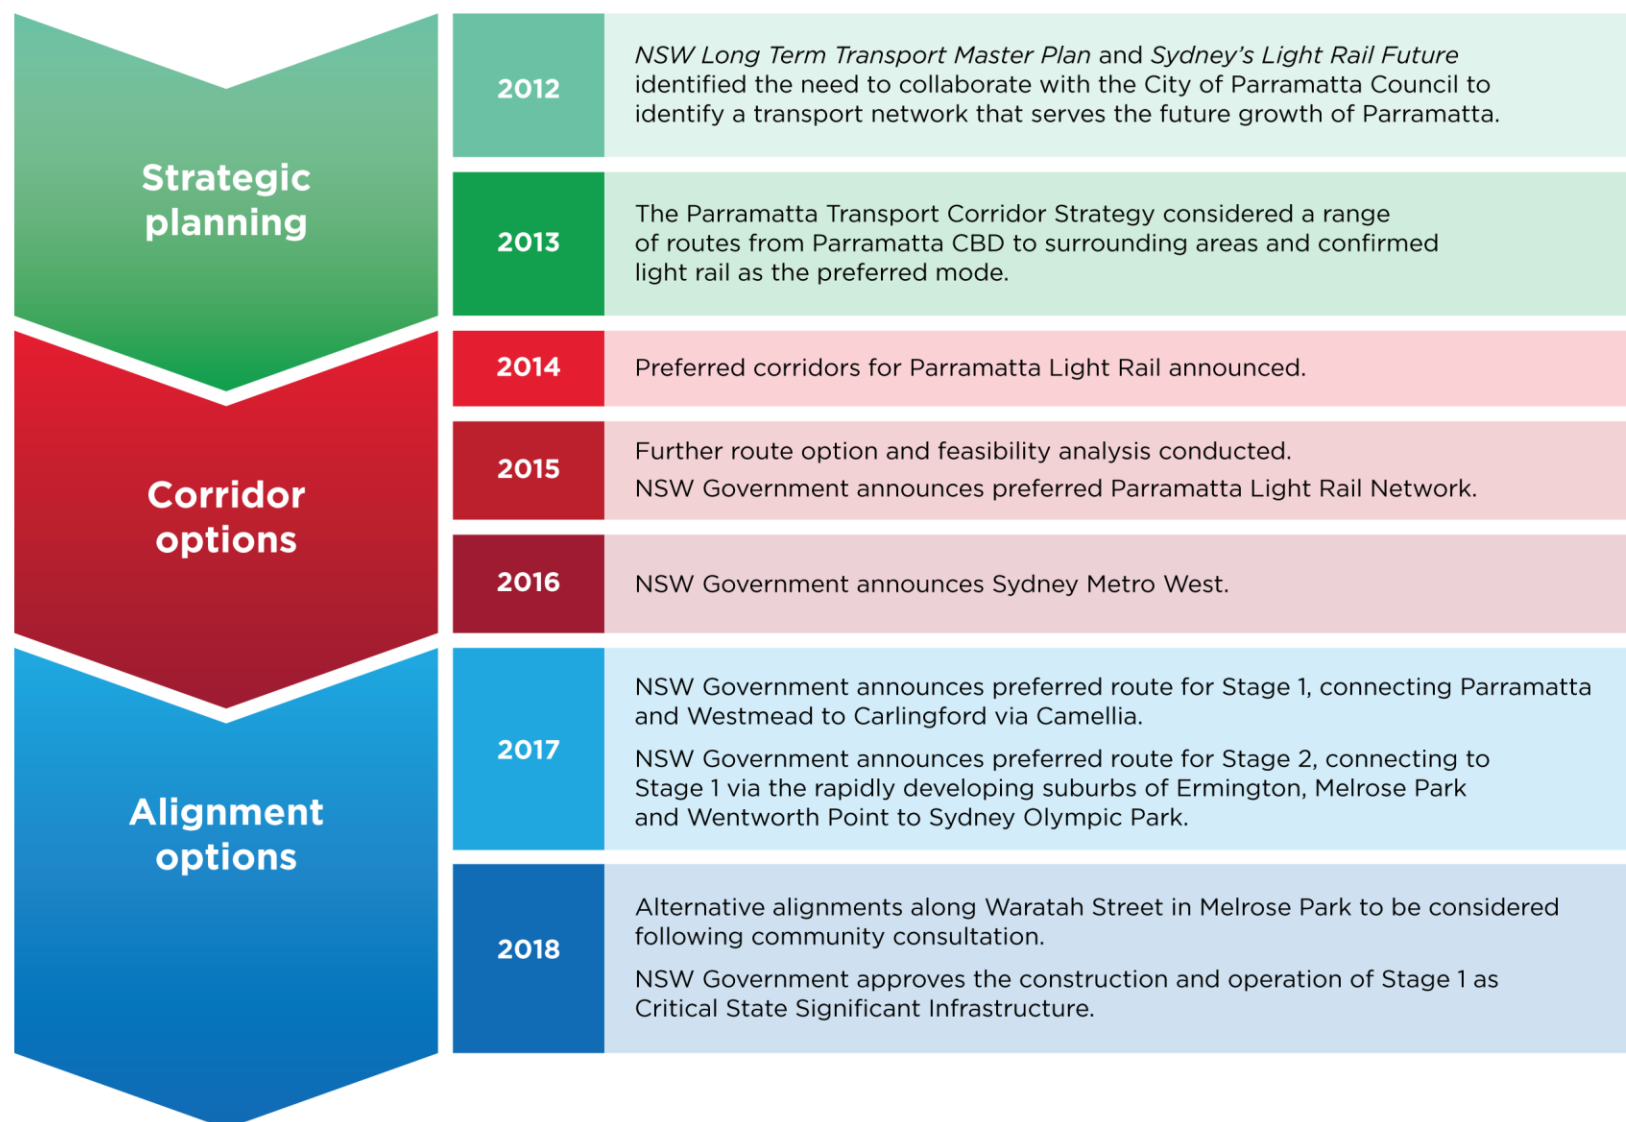 Strategic
planning
2012
NSW Long Term Transport Master Plan and Sydney’s Light Rail Future
identified the need to collaborate with the City of Parramatta Council to
identify a transport network that serves the future growth of Parramatta.
2013
The Parramatta Transport Corridor Strategy considered a range
of routes from Parramatta CBD to surrounding areas and confirmed
light rail as the preferred mode.
Corridor
options
2014
Preferred corridors for Parramatta Light Rail announced.
2015
Further route option and feasibility analysis conducted.
NSW Government announces preferred Parramatta Light Rail Network.
2016
NSW Government announces Sydney Metro West.
Alignment
options
2017
NSW Government announces preferred route for Stage 1, connecting Parramatta
and Westmead to Carlingford via Camellia.
NSW Government announces preferred route for Stage 2, connecting to
Stage 1 via the rapidly developing suburbs of Ermington, Melrose Park
and Wentworth Point to Sydney Olympic Park.
2018
Alternative alignments along Waratah Street in Melrose Park to be considered
following community consultation.
NSW Government approves the construction and operation of Stage 1 as
Critical State Significant Infrastructure.